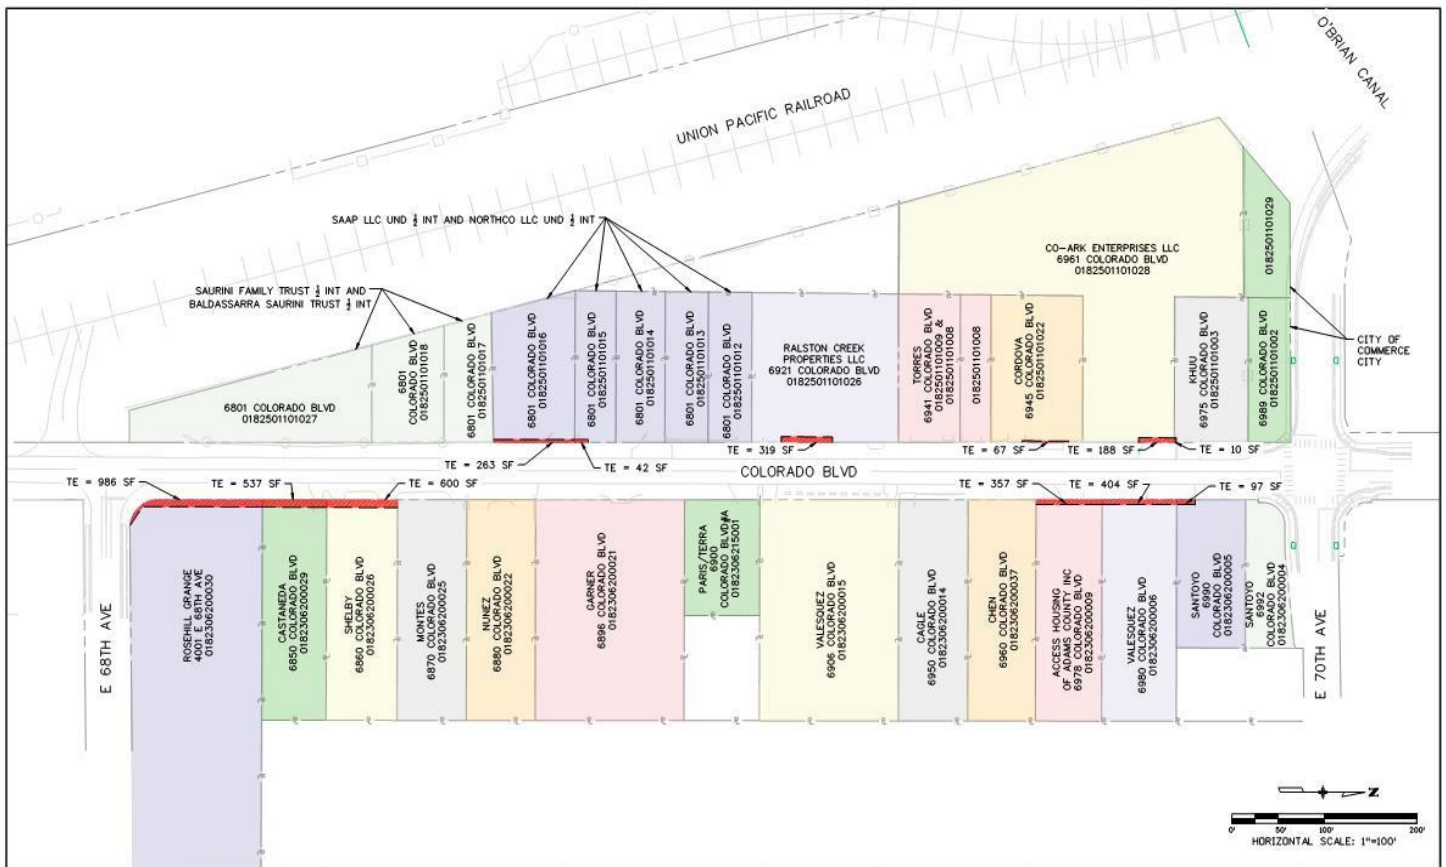 O'BRIAN CANAL
UNION PACIFIC RAILROAD
SAAP LLC UND ½ INT AND NORTHCO LLC UND ½ INT
SAURINI FAMILY TRUST ½ INT AND
BALDASSARRA SAURINI TRUST ½ INT
6801 COLORADO BLVD
0182501101027
6801
COLORADO BLVD
0182501101018
6801 COLORADO BLVD
0182501101017
6801 COLORADO BLVD
0182501101016
6801 COLORADO BLVD
0182501101015
6801 COLORADO BLVD
0182501101014
6801 COLORADO BLVD
0182501101013
6801 COLORADO BLVD
0182501101012
RALSTON CREEK
PROPERTIES LLC
6921 COLORADO BLVD
0182501101026
TORRES
6941 COLORADO BLVD
0182501101009 &
0182501101008
0182501101008
CORDOVA
6945 COLORADO BLVD
0182501101022
CO-ARK ENTERPRISES LLC
6961 COLORADO BLVD
0182501101028
KHUU
6975 COLORADO BLVD
0182501101003
0182501101029
6989 COLORADO BLVD
0182501101002
CITY OF
COMMERCE
CITY
TE = 263 SF
TE = 42 SF
TE = 319 SF
TE = 67 SF
TE = 188 SF
TE = 10 SF
COLORADO BLVD
TE = 986 SF
TE = 537 SF
TE = 600 SF
TE = 357 SF
TE = 404 SF
TE = 97 SF
E 68TH AVE
ROSEHILL GRANGE
4001 E 68TH AVE
0182306200030
CASTANEDA
6850 COLORADO BLVD
0182306200029
SHELBY
6860 COLORADO BLVD
0182306200026
MONTES
6870 COLORADO BLVD
0182306200025
NUNEZ
6880 COLORADO BLVD
0182306200022
GARNER
6896 COLORADO BLVD
0182306200021
PARIS/TERRA
6900
COLORADO BLVD#A
0182306215001
VALESQUEZ
6906 COLORADO BLVD
0182306200015
CAGLE
6950 COLORADO BLVD
0182306200014
CHEN
6960 COLORADO BLVD
0182306200037
ACCESS HOUSING
OF ADAMS COUNTY INC
6978 COLORADO BLVD
0182306200009
VALESQUEZ
6980 COLORADO BLVD
0182306200006
SANTOYO
6990
COLORADO BLVD
0182306200005
SANTOYO
6992
COLORADO BLVD
0182306200004
E 70TH AVE
N
0' 50' 100' 200'
HORIZONTAL SCALE: 1"=100'